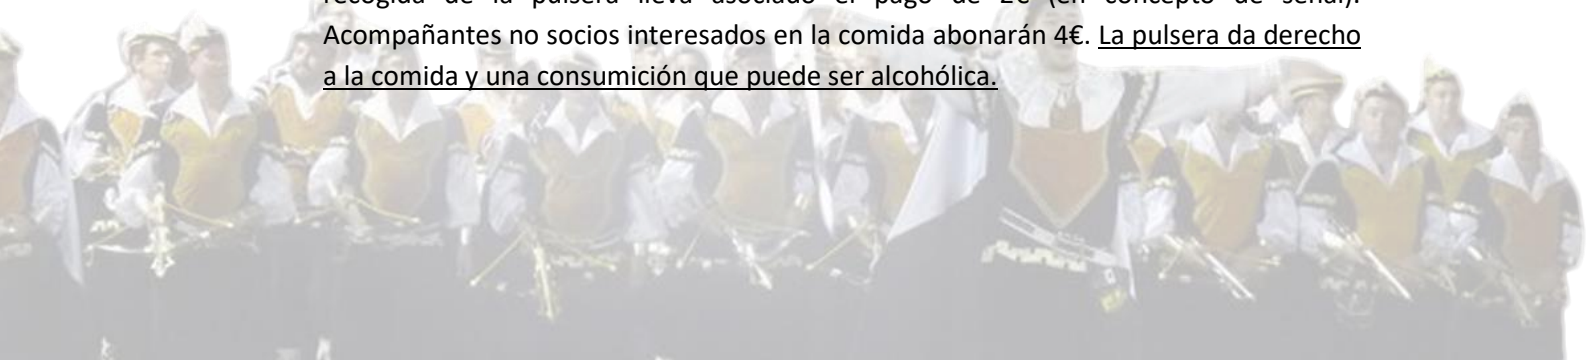 recogida de la pulsera lleva asociado el pago de 2€ (en concepto de señal).
Acompañantes no socios interesados en la comida abonarán 4€. La pulsera da derecho
a la comida y una consumición que puede ser alcohólica.